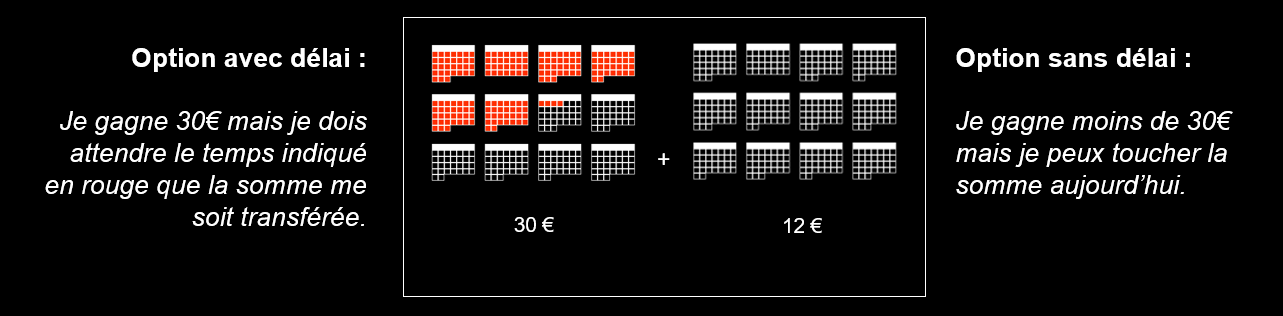 Option avec délai :
Je gagne 30€ mais je dois
attendre le temps indiqué
en rouge que la somme me
soit transférée.
+
30 €
12 €
Option sans délai :
Je gagne moins de 30€
mais je peux toucher la
somme aujourd’hui.